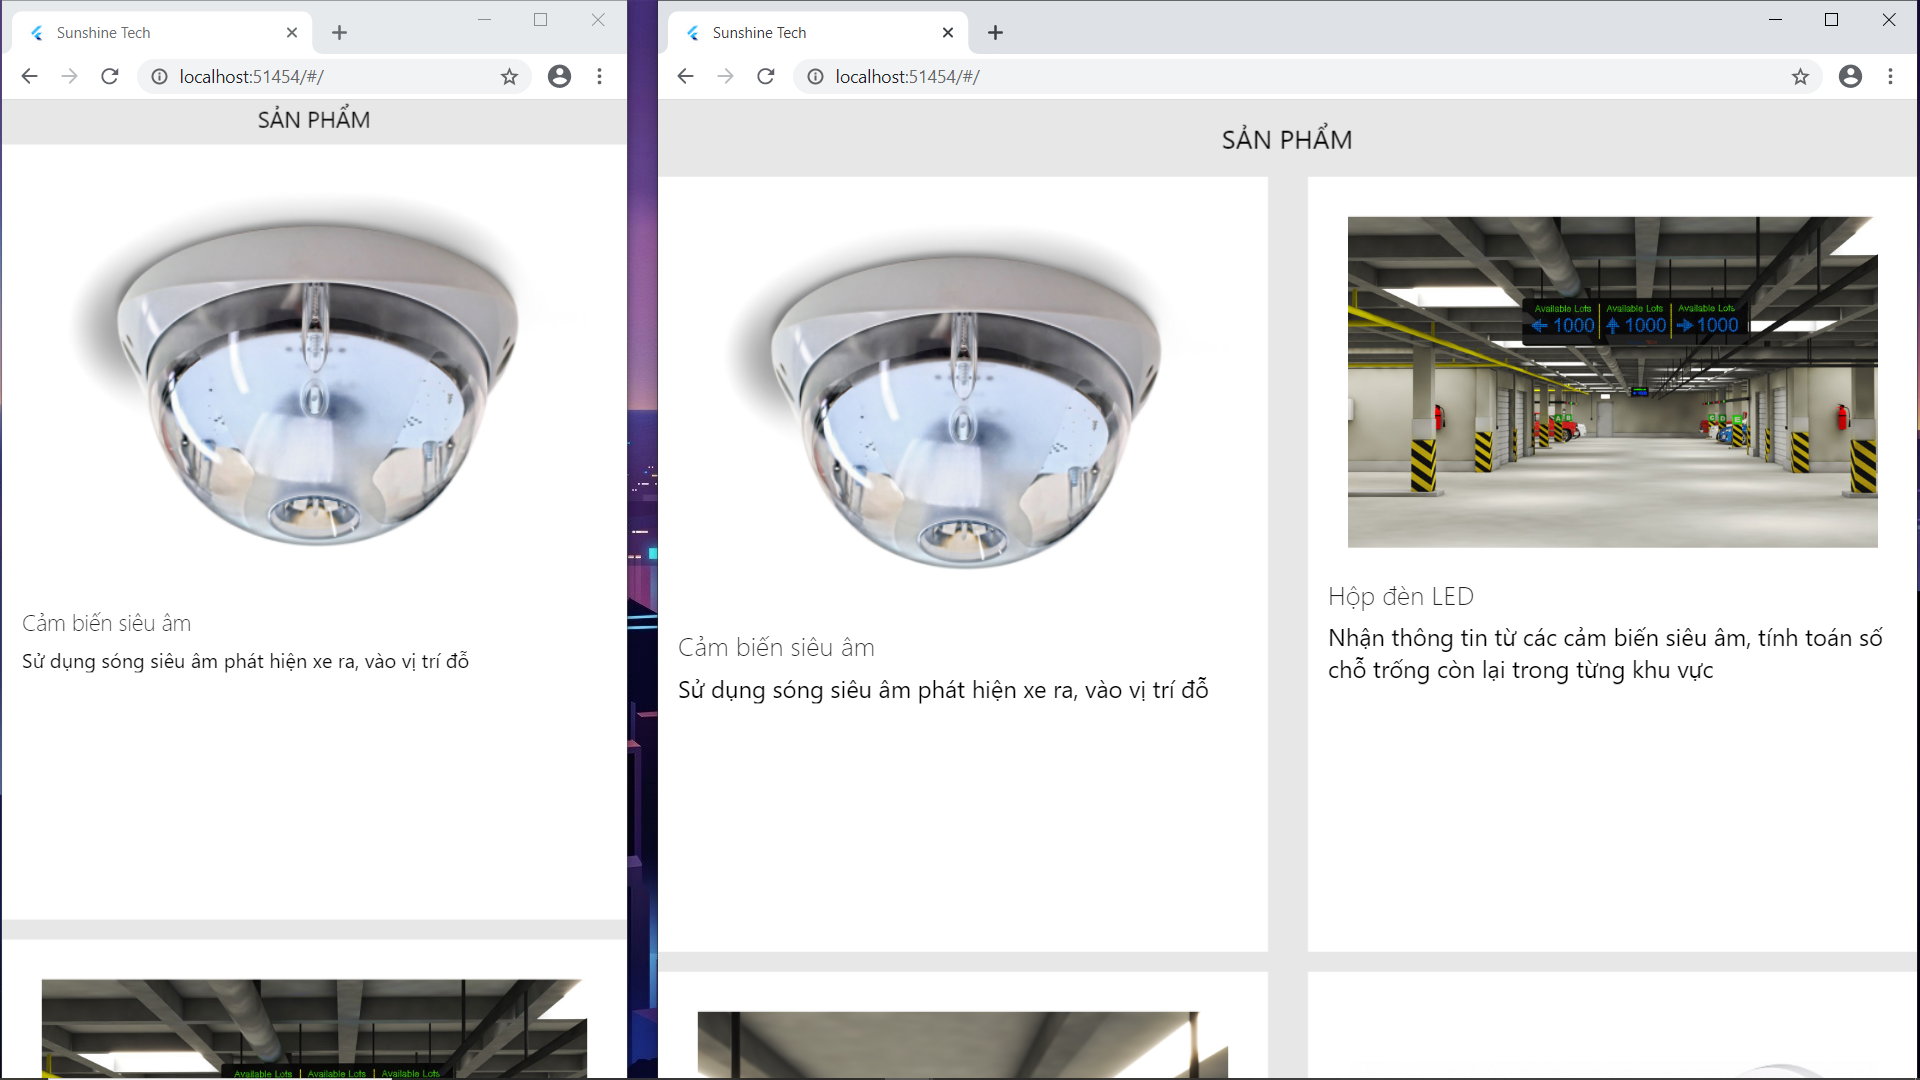 Sunshine Tech
localhost:51454/#/
SẢN PHẨM
Cảm biến siêu âm
Sử dụng sóng siêu âm phát hiện xe ra, vào vị trí đỗ
Available Lots Available Lots Available Lots
Sunshine Tech
localhost:51454/#/
SẢN PHẨM
Available Lots Available Lots Available Lots
1000 1000 1000
Cảm biến siêu âm
Sử dụng sóng siêu âm phát hiện xe ra, vào vị trí đỗ
Hộp đèn LED
Nhận thông tin từ các cảm biến siêu âm, tính toán số
chỗ trống còn lại trong từng khu vực